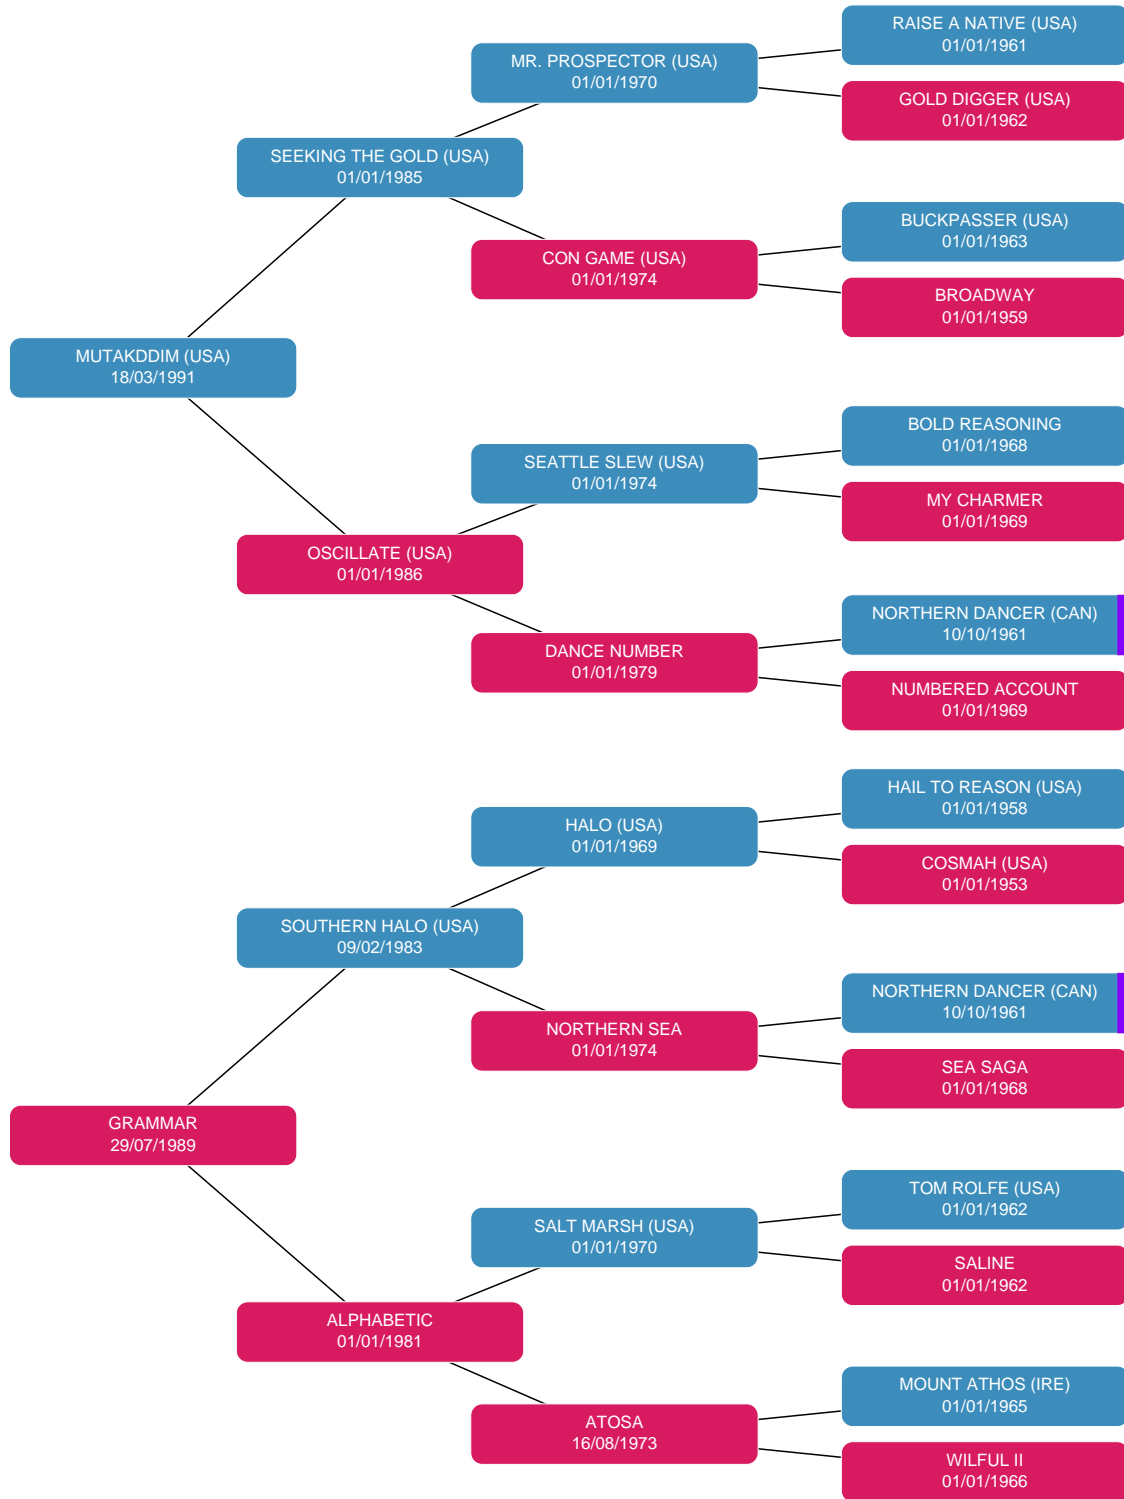 RAISE A NATIVE (USA)
01/01/1961
MR. PROSPECTOR (USA)
01/01/1970
GOLD DIGGER (USA)
01/01/1962
SEEKING THE GOLD (USA)
01/01/1985
BUCKPASSER (USA)
01/01/1963
CON GAME (USA)
01/01/1974
BROADWAY
01/01/1959
MUTAKDDIM (USA)
18/03/1991
BOLD REASONING
01/01/1968
SEATTLE SLEW (USA)
01/01/1974
MY CHARMER
01/01/1969
OSCILLATE (USA)
01/01/1986
NORTHERN DANCER (CAN)
10/10/1961
DANCE NUMBER
01/01/1979
NUMBERED ACCOUNT
01/01/1969
HAIL TO REASON (USA)
01/01/1958
HALO (USA)
01/01/1969
COSMAH (USA)
01/01/1953
SOUTHERN HALO (USA)
09/02/1983
NORTHERN DANCER (CAN)
10/10/1961
NORTHERN SEA
01/01/1974
SEA SAGA
01/01/1968
GRAMMAR
29/07/1989
TOM ROLFE (USA)
01/01/1962
SALT MARSH (USA)
01/01/1970
SALINE
01/01/1962
ALPHABETIC
01/01/1981
MOUNT ATHOS (IRE)
01/01/1965
ATOSA
16/08/1973
WILFUL II
01/01/1966